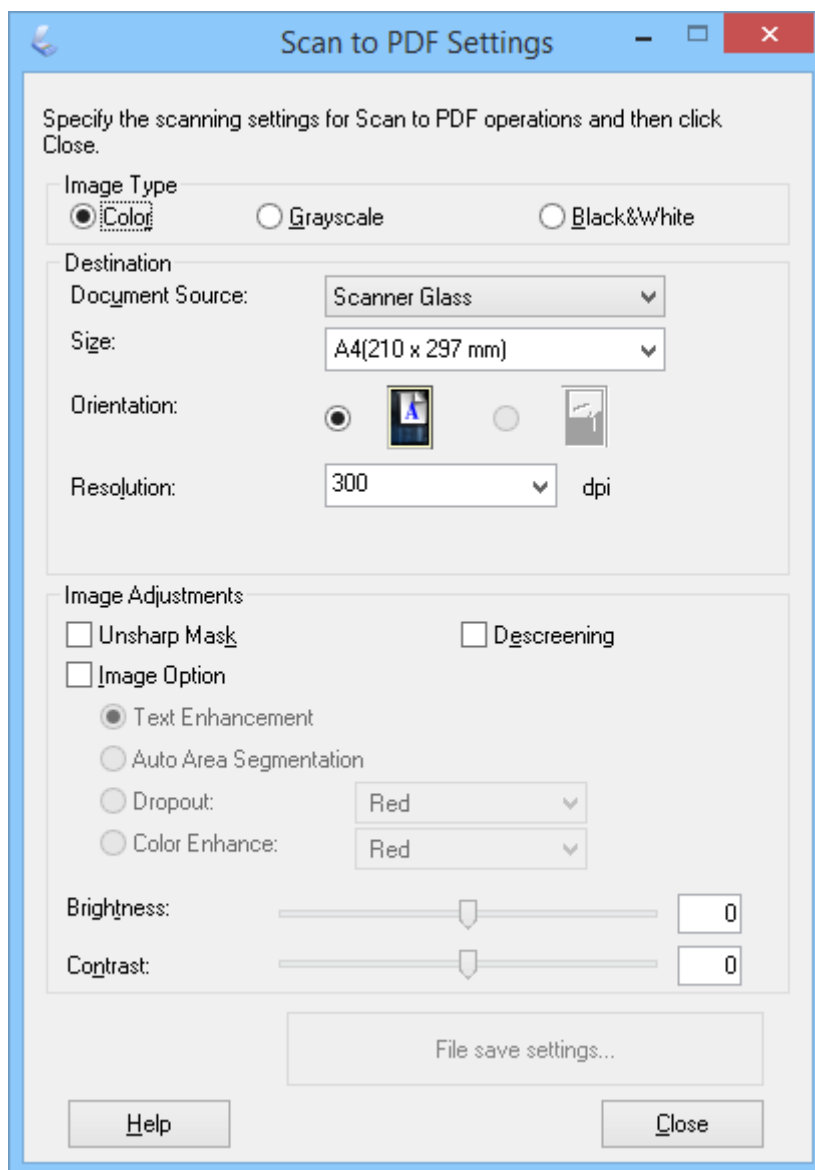 Scan to PDF Settings
Specify the scanning settings for Scan to PDF operations and then click
Close.
Image Type
Color
Grayscale
Black&White
Destination
Document Source:
Scanner Glass
Size:
A4(210 x 297 mm)
Orientation:
A
Resolution:
300
dpi
Image Adjustments
Unsharp Mask
Descreening
Image Option
Text Enhancement
Auto Area Segmentation
Dropout:
Red
Color Enhance:
Red
Brightness:
0
Contrast:
0
File save settings...
Help
Close